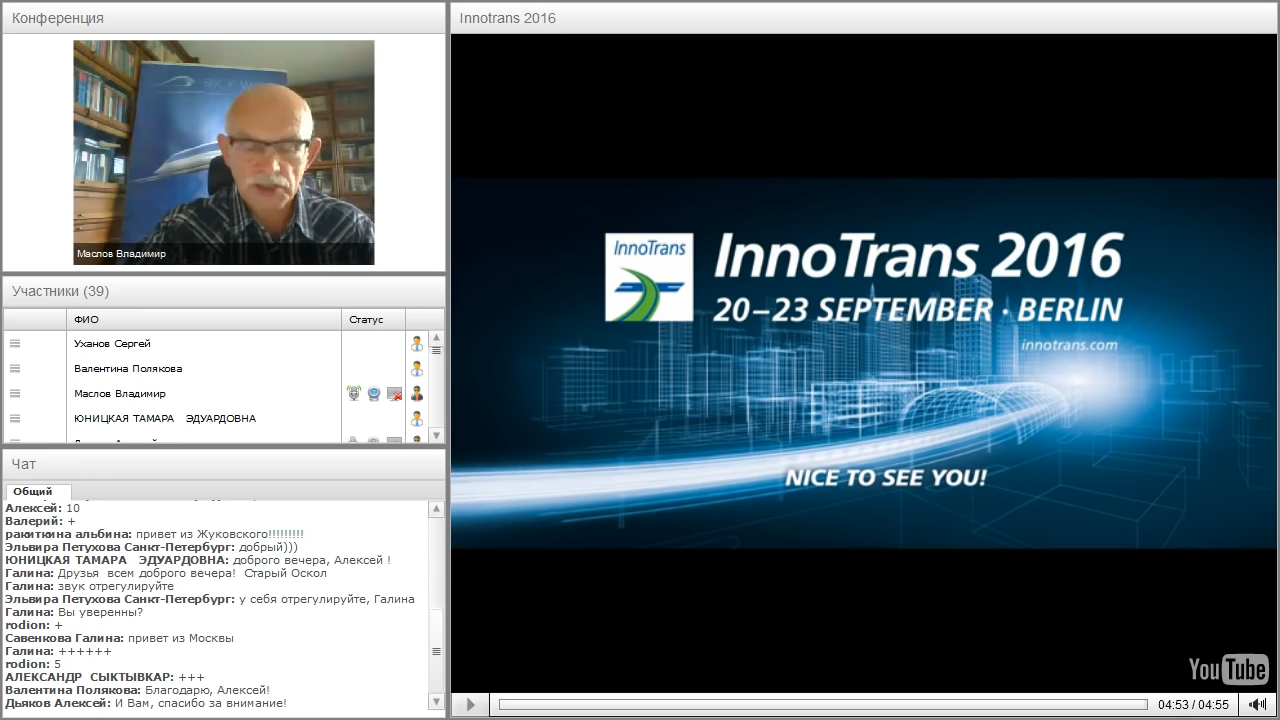 Конференция
SKY W
Маслов Владимир
Участники (39)
ФИО
Статус
Уханов Сергей
Валентина Полякова
Маслов Владимир
ЮНИЦКАЯ ТАМАРА ЭДУАРДОВНА
Чат
Общий
Алексей: 10
Валерий: +
ракиткина альбина: привет из Жуковского!!!!!!!!!
Эльвира Петухова Санкт-Петербург: добрый)))
ЮНИЦКАЯ ТАМАРА ЭДУАРДОВНА: доброго вечера, Алексей !
Галина: Друзья всем доброго вечера! Старый Оскол
Галина: звук отрегулируйте
Эльвира Петухова Санкт-Петербург: у себя отрегулируйте, Галина
Галина: Вы уверенны?
rodion: +
Савенкова Галина: привет из Москвы
Галина: ++++++
rodion: 5
АЛЕКСАНДР СЫКТЫВКАР: +++
Валентина Полякова: Благодарю, Алексей!
Дьяков Алексей: И Вам, спасибо за внимание!
Innotrans 2016
InnoTrans
InnoTrans 2016
20–23 SEPTEMBER · BERLIN
innotrans.com
NICE TO SEE YOU!
YouTube
04:53 / 04:55